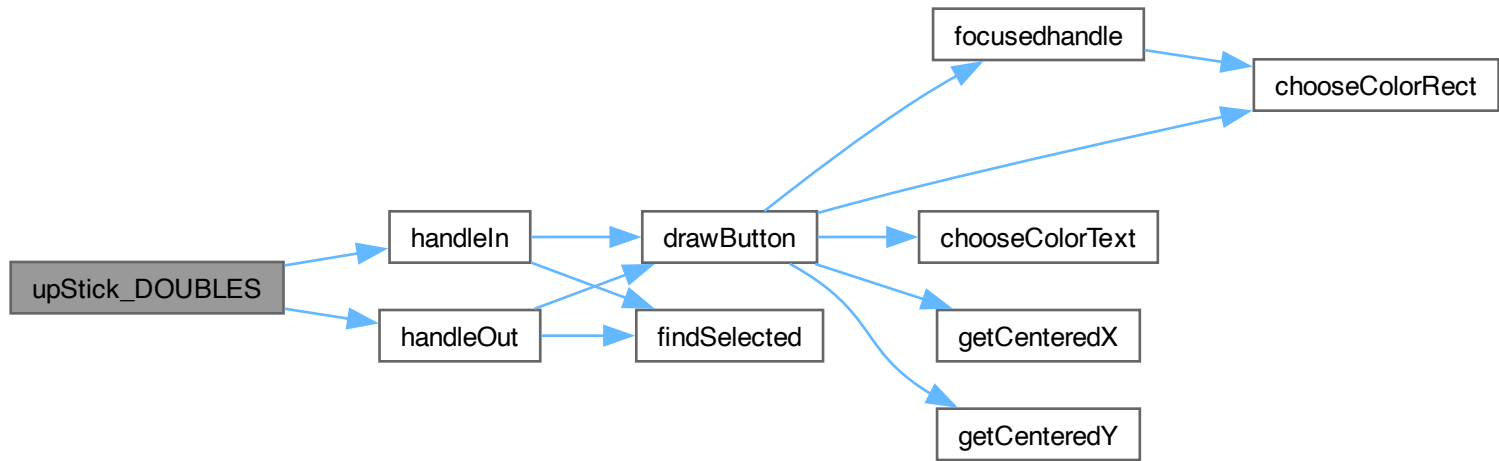 focusedhandle
chooseColorRect
handleIn
drawButton
chooseColorText
upStick_DOUBLES
handleOut
findSelected
getCenteredX
getCenteredY